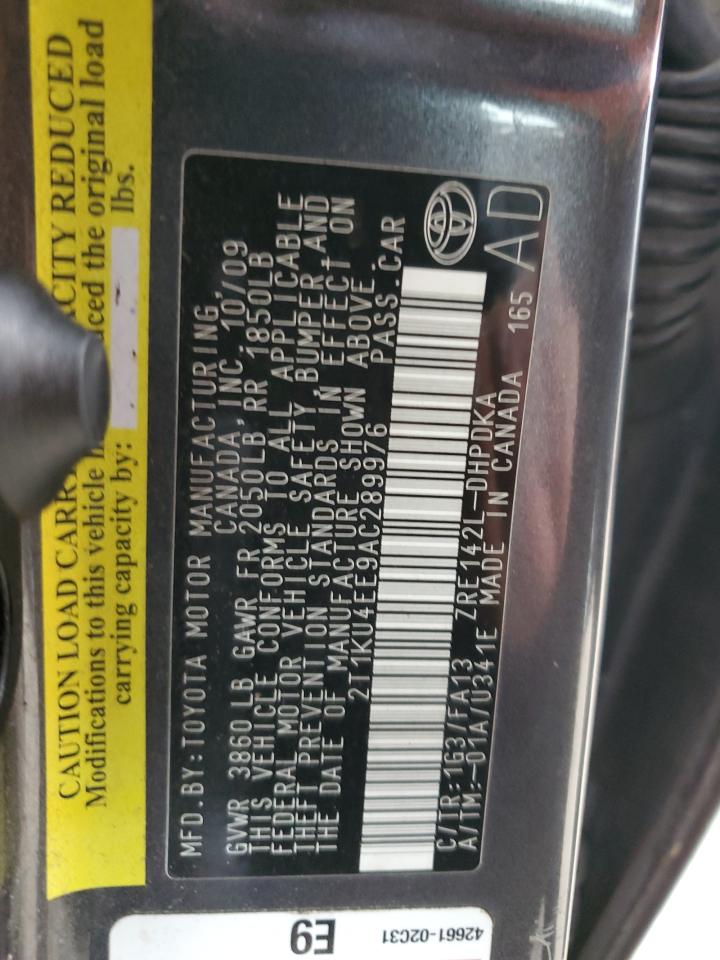 CAUTION LOAD CARRY ACITY REDUCED
Modifications to this vehicle uced the original load
carrying capacity by: lbs.
MFD.BY:TOYOTA MOTOR MANUFACTURING,
CANADA,INC. 10/09
GVWR 3860 LB GAWR FR 2050LB,RR 1850LB
THIS VEHICLE CONFORMS TO ALL APPLICABLE
FEDERAL MOTOR VEHICLE SAFETY,BUMPER,AND
THEFT PREVENTION STANDARDS IN EFFECT ON
THE DATE OF MANUFACTURE SHOWN ABOVE.
2T1KU4EE9AC289976 PASS.CAR
C/TR:1G3/FA13 ZRE142L-DHPDKA
A/TM:-01A/U341E MADE IN CANADA 165
AD
42661-02C31
E9